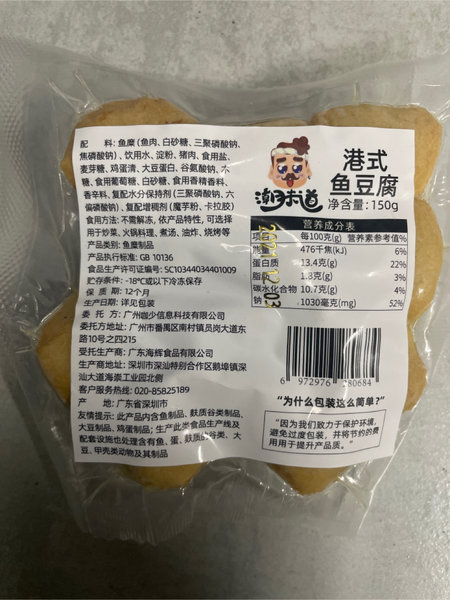 配　料：鱼糜（鱼肉、白砂糖、三聚磷酸钠、
焦磷酸钠）、饮用水、淀粉、猪肉、食用盐、
麦芽糖、鸡蛋清、大豆蛋白、谷氨酸钠、木
糖、食用葡萄糖、白砂糖、食用香精香料、
香辛料、复配水分保持剂（三聚磷酸钠、六
偏磷酸钠）、复配增稠剂（魔芋粉、卡拉胶）
食用方法：不需解冻，依产品特性，可选择
用于炒菜、火锅料理、煮汤、油炸、烧烤等
产品类别：鱼糜制品
产品执行标准：GB 10136
食品生产许可证编号：SC10344034401009
贮存条件：-18℃或以下冷冻保存
保 质 期：12个月
生产日期：详见包装
委 托 方：广州咖少信息科技有限公司
委托方地址：广州市番禺区南村镇员岗大道东
路10号之四215
受托生产商：广东海辉食品有限公司
生产商地址：深圳市深汕特别合作区鹅埠镇深
汕大道海崇工业园北侧
客户服务热线：020-85825189
产　地：广东省深圳市
友情提示：此产品内含鱼制品、麸质谷类制品、
大豆制品、鸡蛋制品；生产此类食品生产线及
配套设施也处理含有鱼、蛋、麸质的谷类、大
豆、甲壳类动物及其制品
潮味道
港式
鱼豆腐
净含量：150g
营养成分表
项目 每100克(g) 营养素参考值%
能量 476千焦(kJ) 6%
蛋白质 13.4克(g) 22%
脂肪 1.8克(g) 3%
碳水化合物 10.7克(g) 4%
钠 1030毫克(mg) 52%
6 972976 280684
“为什么包装这么简单?”
“因为我们致力于保护环境，
避免过度包装，并将节约的费
用用于提升产品质。”